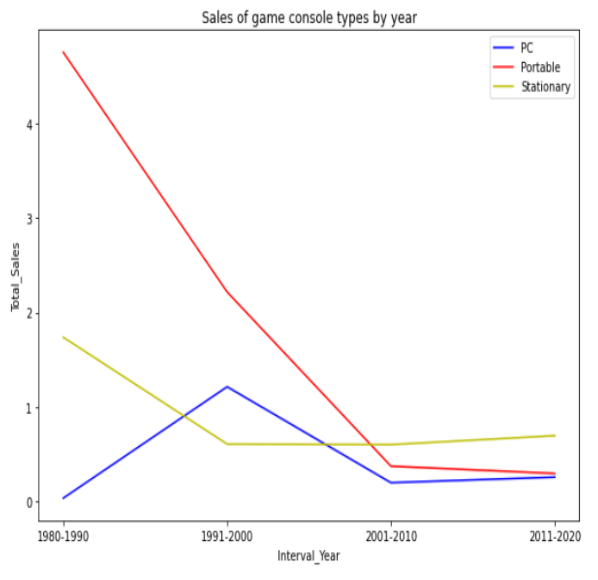 Sales of game console types by year
PC
Portable
Stationary
4
3
2
1
0
Total_Sales
1980-1990
1991-2000
2001-2010
2011-2020
Interval_Year